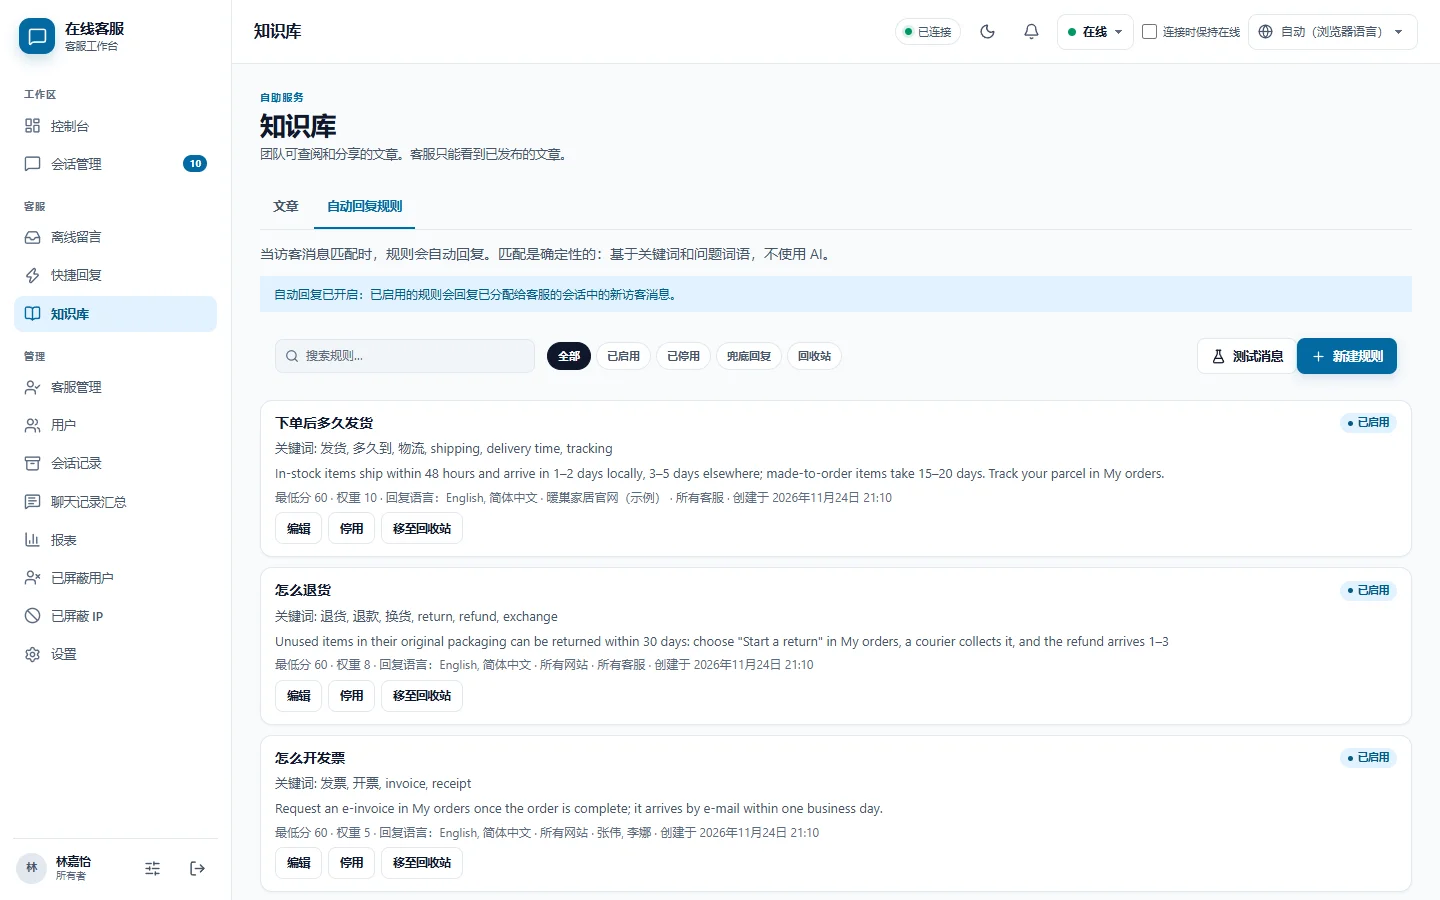 在线客服
客服工作台
工作区
控制台
会话管理 10
客服
离线留言
快捷回复
知识库
管理
客服管理
用户
会话记录
聊天记录汇总
报表
已屏蔽用户
已屏蔽 IP
设置
林 林嘉怡
所有者
知识库
已连接
在线
连接时保持在线
自动（浏览器语言）
自助服务
知识库
团队可查阅和分享的文章。客服只能看到已发布的文章。
文章 自动回复规则
当访客消息匹配时，规则会自动回复。匹配是确定性的：基于关键词和问题词语，不使用 AI。
自动回复已开启：已启用的规则会回复已分配给客服的会话中的新访客消息。
搜索规则... 全部 已启用 已停用 兜底回复 回收站 测试消息 新建规则
下单后多久发货 已启用
关键词: 发货, 多久到, 物流, shipping, delivery time, tracking
In-stock items ship within 48 hours and arrive in 1–2 days locally, 3–5 days elsewhere; made-to-order items take 15–20 days. Track your parcel in My orders.
最低分 60 · 权重 10 · 回复语言：English, 简体中文 · 暖巢家居官网（示例） · 所有客服 · 创建于 2026年11月24日 21:10
编辑 停用 移至回收站
怎么退货 已启用
关键词: 退货, 退款, 换货, return, refund, exchange
Unused items in their original packaging can be returned within 30 days: choose "Start a return" in My orders, a courier collects it, and the refund arrives 1–3
最低分 60 · 权重 8 · 回复语言：English, 简体中文 · 所有网站 · 所有客服 · 创建于 2026年11月24日 21:10
编辑 停用 移至回收站
怎么开发票 已启用
关键词: 发票, 开票, invoice, receipt
Request an e-invoice in My orders once the order is complete; it arrives by e-mail within one business day.
最低分 60 · 权重 5 · 回复语言：English, 简体中文 · 所有网站 · 张伟, 李娜 · 创建于 2026年11月24日 21:10
编辑 停用 移至回收站